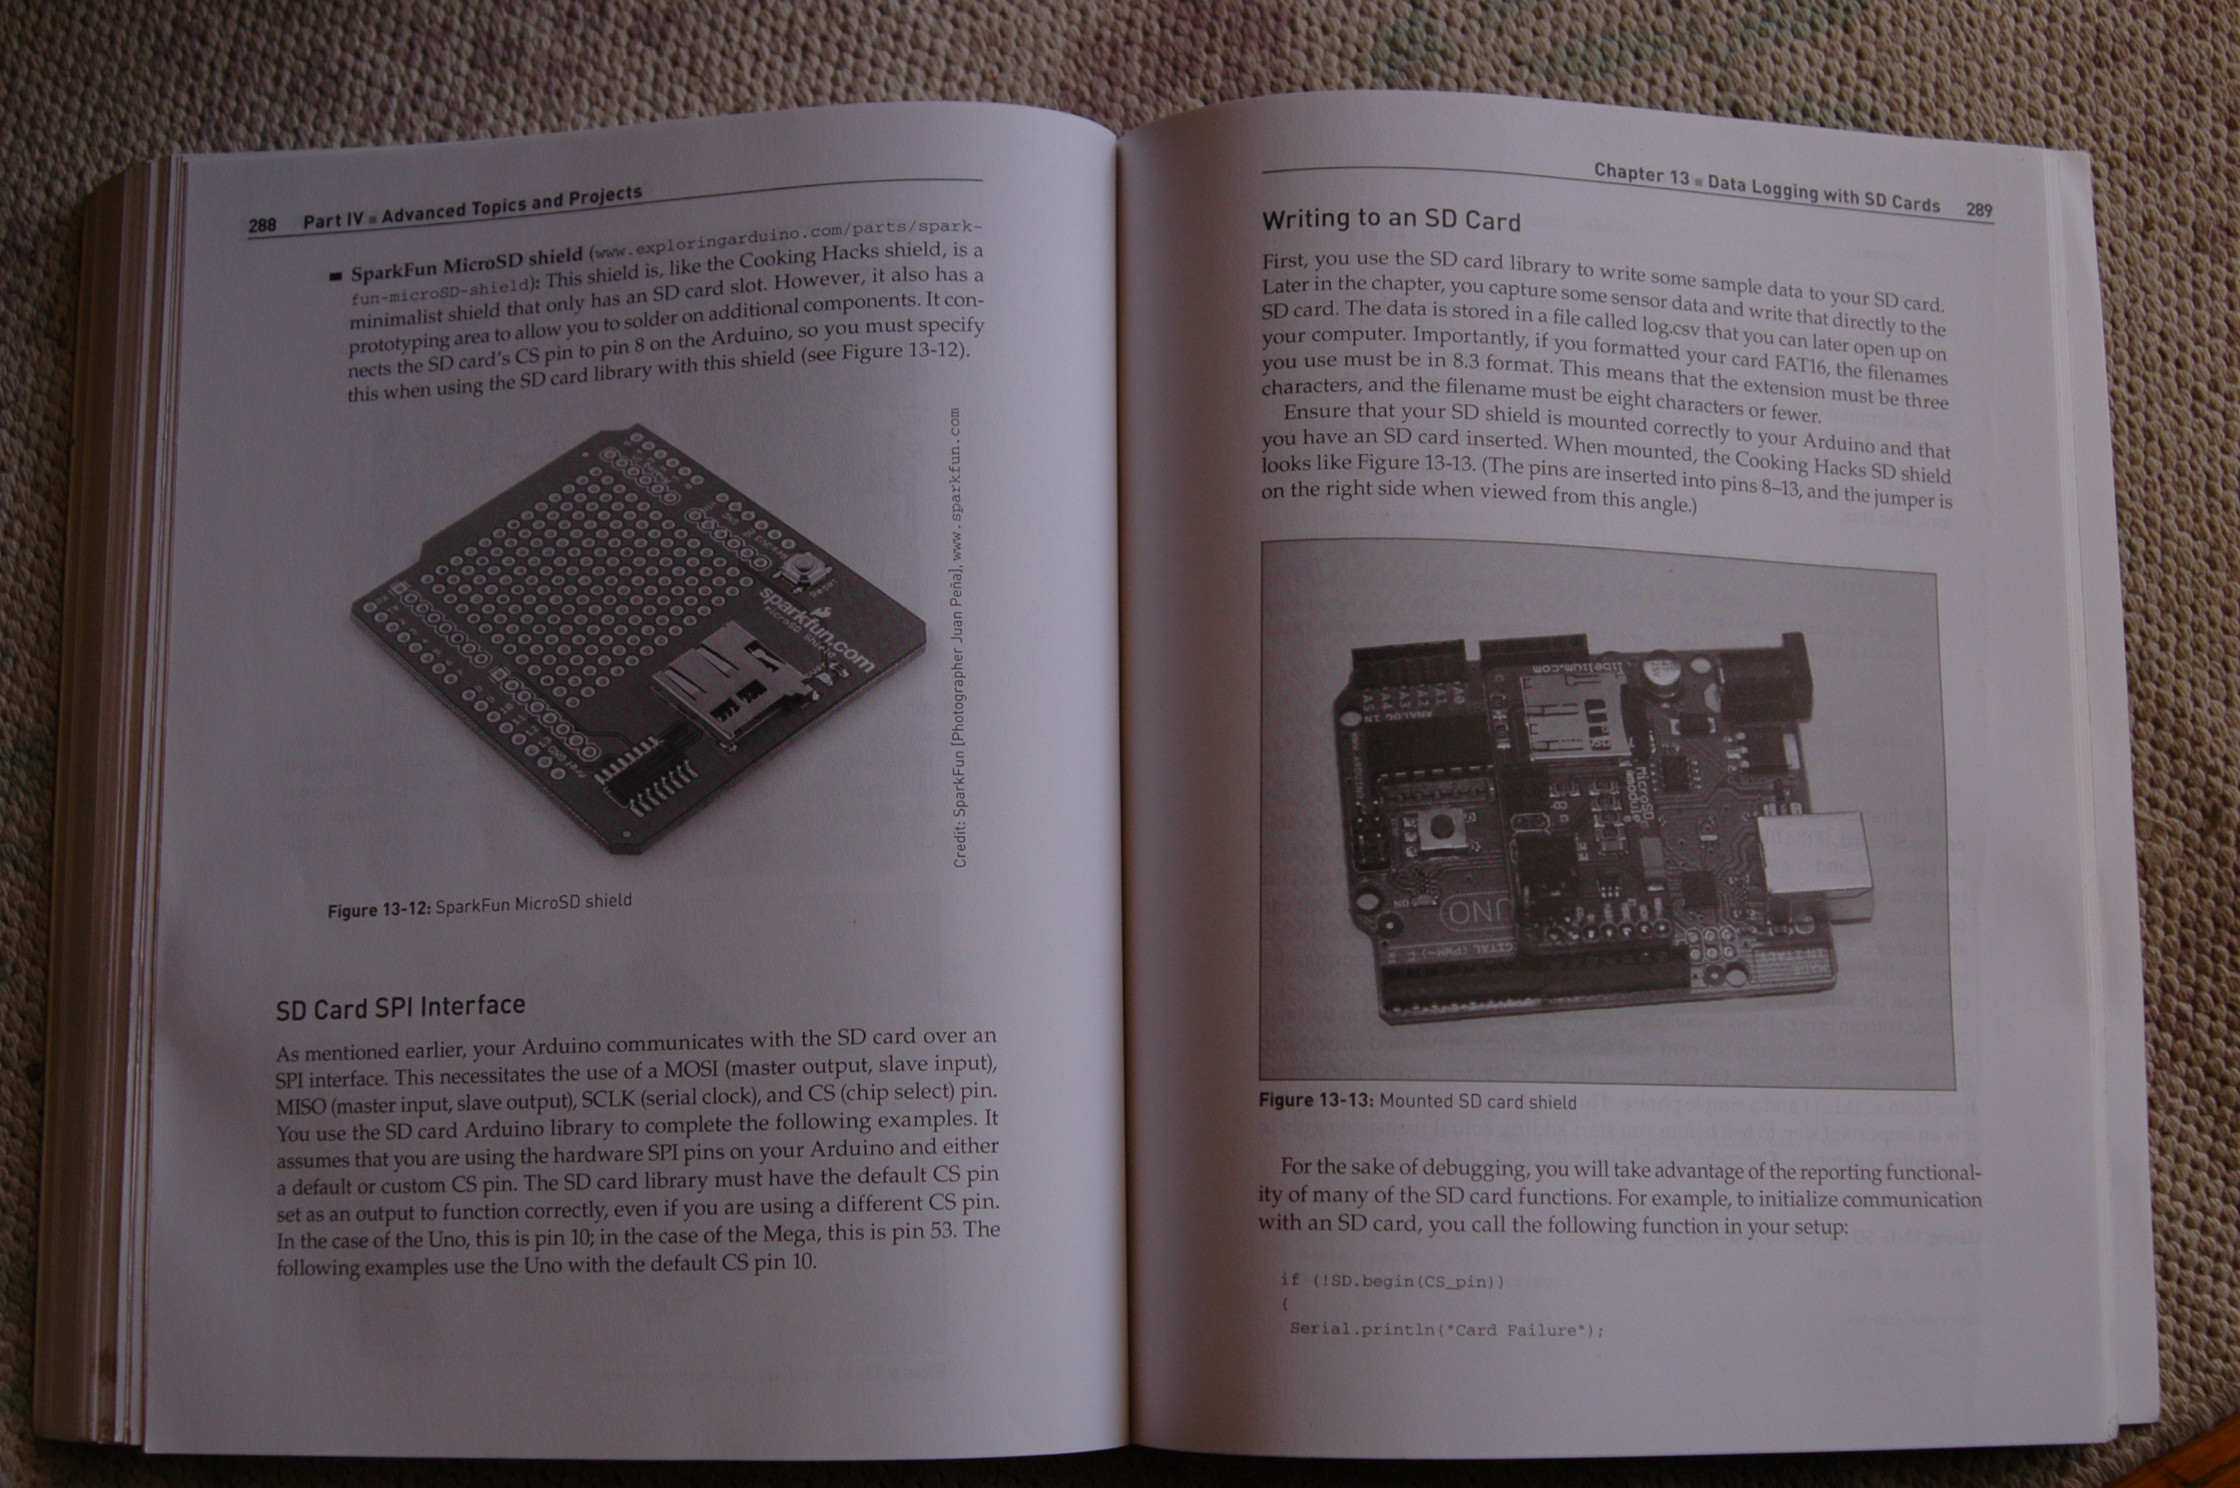 288 Part IV ■ Advanced Topics and Projects
■ SparkFun MicroSD shield (www.exploringarduino.com/parts/spark-
fun-microSD-shield): This shield is, like the Cooking Hacks shield, is a
minimalist shield that only has an SD card slot. However, it also has a
prototyping area to allow you to solder on additional components. It con-
nects the SD card's CS pin to pin 8 on the Arduino, so you must specify
this when using the SD card library with this shield (see Figure 13-12).
Reset
sparkfun.com
MicroSD Shield
Credit: SparkFun [Photographer Juan Peña], www.sparkfun.com
Figure 13-12: SparkFun MicroSD shield
SD Card SPI Interface
As mentioned earlier, your Arduino communicates with the SD card over an
SPI interface. This necessitates the use of a MOSI (master output, slave input),
MISO (master input, slave output), SCLK (serial clock), and CS (chip select) pin.
You use the SD card Arduino library to complete the following examples. It
assumes that you are using the hardware SPI pins on your Arduino and either
a default or custom CS pin. The SD card library must have the default CS pin
set as an output to function correctly, even if you are using a different CS pin.
In the case of the Uno, this is pin 10; in the case of the Mega, this is pin 53. The
following examples use the Uno with the default CS pin 10.
Chapter 13 ■ Data Logging with SD Cards 289
Writing to an SD Card
First, you use the SD card library to write some sample data to your SD card.
Later in the chapter, you capture some sensor data and write that directly to the
SD card. The data is stored in a file called log.csv that you can later open up on
your computer. Importantly, if you formatted your card FAT16, the filenames
you use must be in 8.3 format. This means that the extension must be three
characters, and the filename must be eight characters or fewer.
Ensure that your SD shield is mounted correctly to your Arduino and that
you have an SD card inserted. When mounted, the Cooking Hacks SD shield
looks like Figure 13-13. (The pins are inserted into pins 8–13, and the jumper is
on the right side when viewed from this angle.)
libelium.com
A5
A4
A3
A2
A1
A0
ANALOG IN
MicroSD
module
ON
UNO
DIGITAL (PWM~)
MADE
IN ITALY
Figure 13-13: Mounted SD card shield
For the sake of debugging, you will take advantage of the reporting functional-
ity of many of the SD card functions. For example, to initialize communication
with an SD card, you call the following function in your setup:
if (!SD.begin(CS_pin))
{
Serial.println("Card Failure");